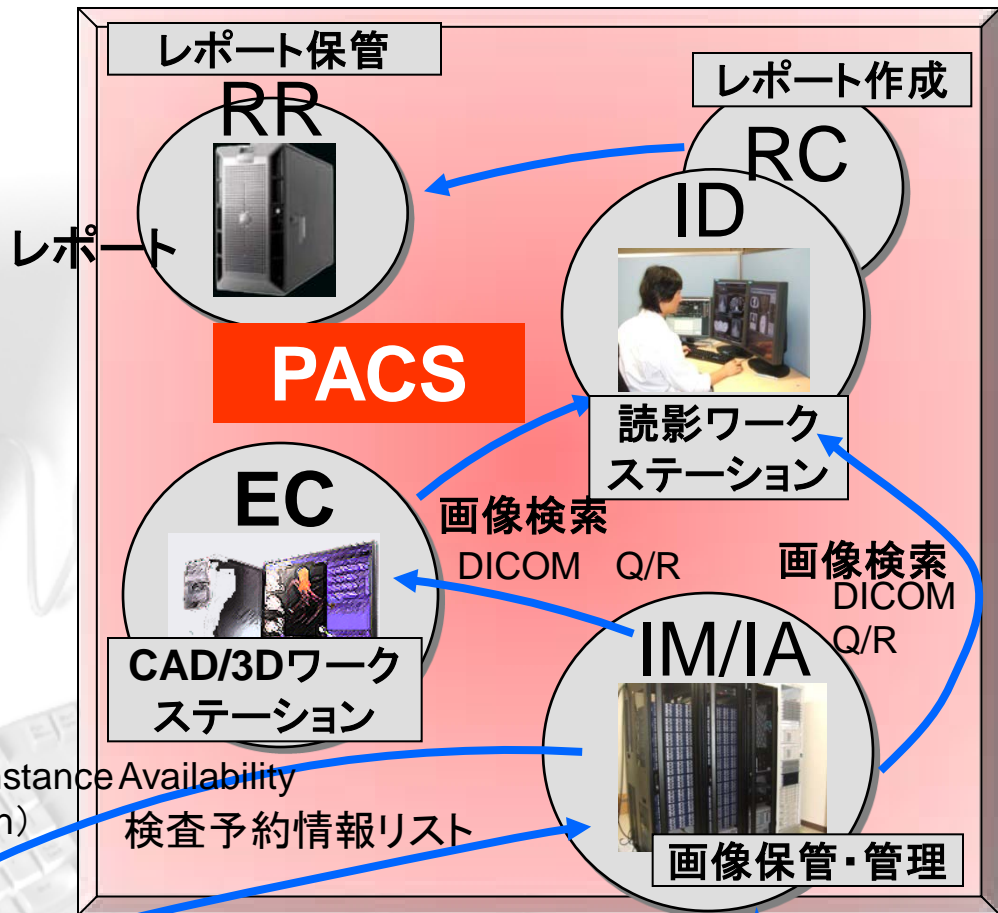 レポート保管
RR
レポート作成
RC
ID
レポート
PACS
読影ワーク
ステーション
EC
画像検索
DICOM Q/R
画像検索
DICOM
Q/R
IM/IA
CAD/3Dワーク
ステーション
nstance Availability
n）
検査予約情報リスト
画像保管・管理